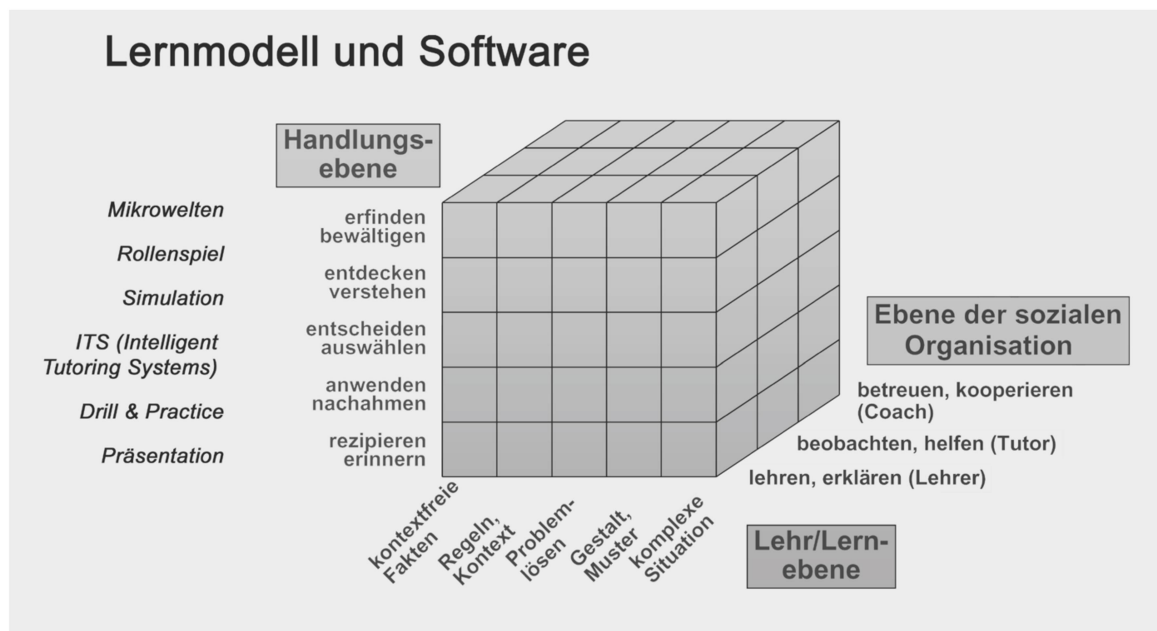 Lernmodell und Software
Handlungs-
ebene
Mikrowelten
Rollenspiel
Simulation
ITS (Intelligent
Tutoring Systems)
Drill & Practice
Präsentation
erfinden
bewältigen
entdecken
verstehen
entscheiden
auswählen
anwenden
nachahmen
rezipieren
erinnern
Ebene der sozialen
Organisation
betreuen, kooperieren
(Coach)
beobachten, helfen (Tutor)
lehren, erklären (Lehrer)
kontextfreie
Fakten
Regeln,
Kontext
Problem-
lösen
Gestalt,
Muster
komplexe
Situation
Lehr/Lern-
ebene